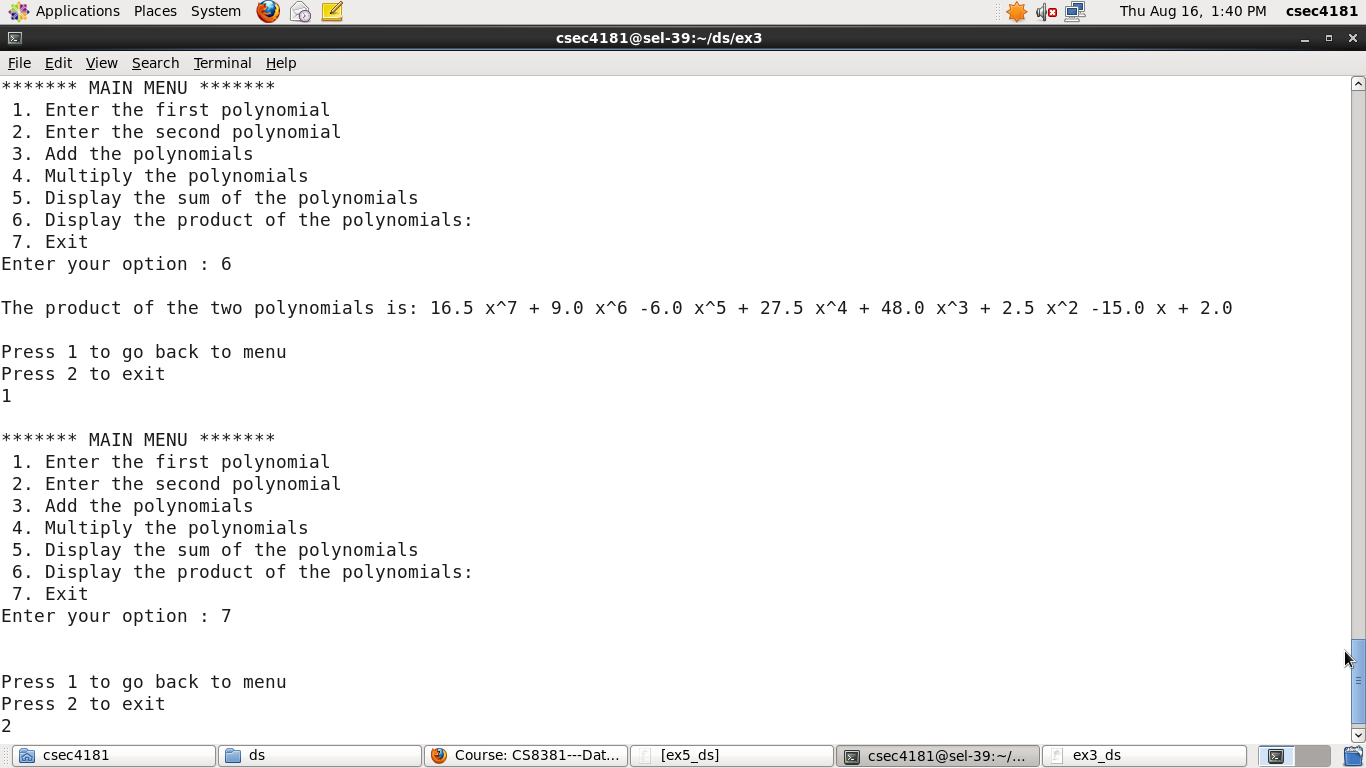 Applications Places System Thu Aug 16, 1:40 PM csec4181
csec4181@sel-39:~/ds/ex3
File Edit View Search Terminal Help
******* MAIN MENU *******
1. Enter the first polynomial
2. Enter the second polynomial
3. Add the polynomials
4. Multiply the polynomials
5. Display the sum of the polynomials
6. Display the product of the polynomials:
7. Exit
Enter your option : 6
The product of the two polynomials is: 16.5 x^7 + 9.0 x^6 -6.0 x^5 + 27.5 x^4 + 48.0 x^3 + 2.5 x^2 -15.0 x + 2.0
Press 1 to go back to menu
Press 2 to exit
1
******* MAIN MENU *******
1. Enter the first polynomial
2. Enter the second polynomial
3. Add the polynomials
4. Multiply the polynomials
5. Display the sum of the polynomials
6. Display the product of the polynomials:
7. Exit
Enter your option : 7
Press 1 to go back to menu
Press 2 to exit
2
csec4181 ds Course: CS8381---Dat... [ex5_ds] csec4181@sel-39:~/... ex3_ds